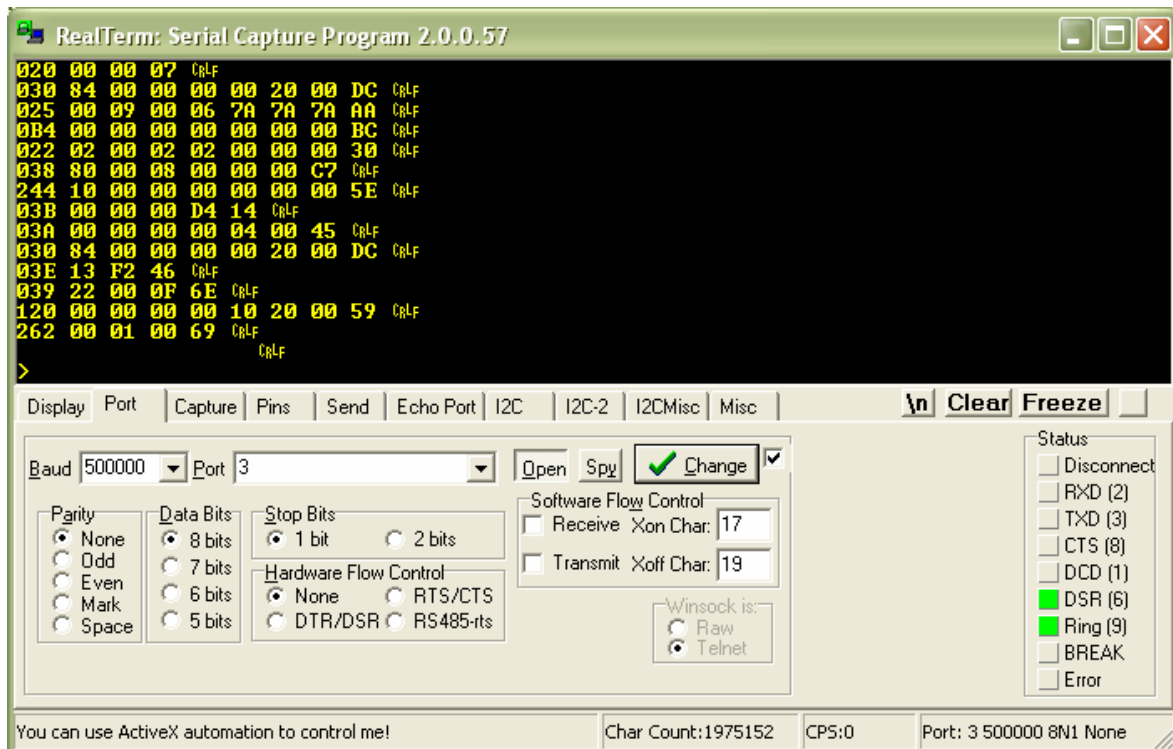 RealTerm: Serial Capture Program 2.0.0.57
020 00 00 07 CRLF
030 84 00 00 00 00 20 00 DC CRLF
025 00 09 00 06 7A 7A 7A AA CRLF
0B4 00 00 00 00 00 00 00 BC CRLF
022 02 00 02 02 00 00 00 30 CRLF
038 80 00 08 00 00 00 C7 CRLF
244 10 00 00 00 00 00 00 5E CRLF
03B 00 00 00 D4 14 CRLF
03A 00 00 00 00 04 00 45 CRLF
030 84 00 00 00 00 20 00 DC CRLF
03E 13 F2 46 CRLF
039 22 00 0F 6E CRLF
120 00 00 00 00 10 20 00 59 CRLF
262 00 01 00 69 CRLF
CRLF
>
Display Port Capture Pins Send Echo Port I2C I2C-2 I2CMisc Misc \n Clear Freeze
Baud 500000 Port 3 Open Spy Change
Parity
None
Odd
Even
Mark
Space
Data Bits
8 bits
7 bits
6 bits
5 bits
Stop Bits
1 bit 2 bits
Hardware Flow Control
None RTS/CTS
DTR/DSR RS485-rts
Software Flow Control
Receive Xon Char: 17
Transmit Xoff Char: 19
Winsock is:
Raw
Telnet
Status
Disconnect
RXD (2)
TXD (3)
CTS (8)
DCD (1)
DSR (6)
Ring (9)
BREAK
Error
You can use ActiveX automation to control me! Char Count:1975152 CPS:0 Port: 3 500000 8N1 None